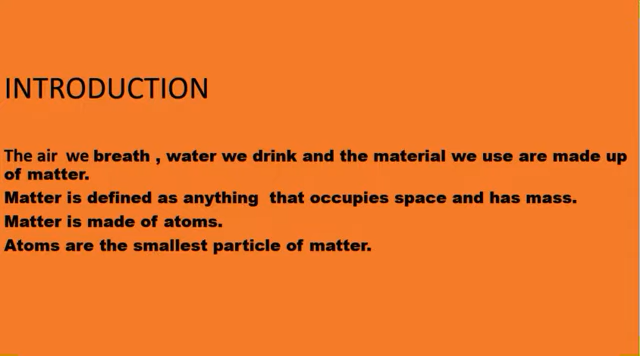 INTRODUCTION
The air we breath , water we drink and the material we use are made up
of matter.
Matter is defined as anything that occupies space and has mass.
Matter is made of atoms.
Atoms are the smallest particle of matter.